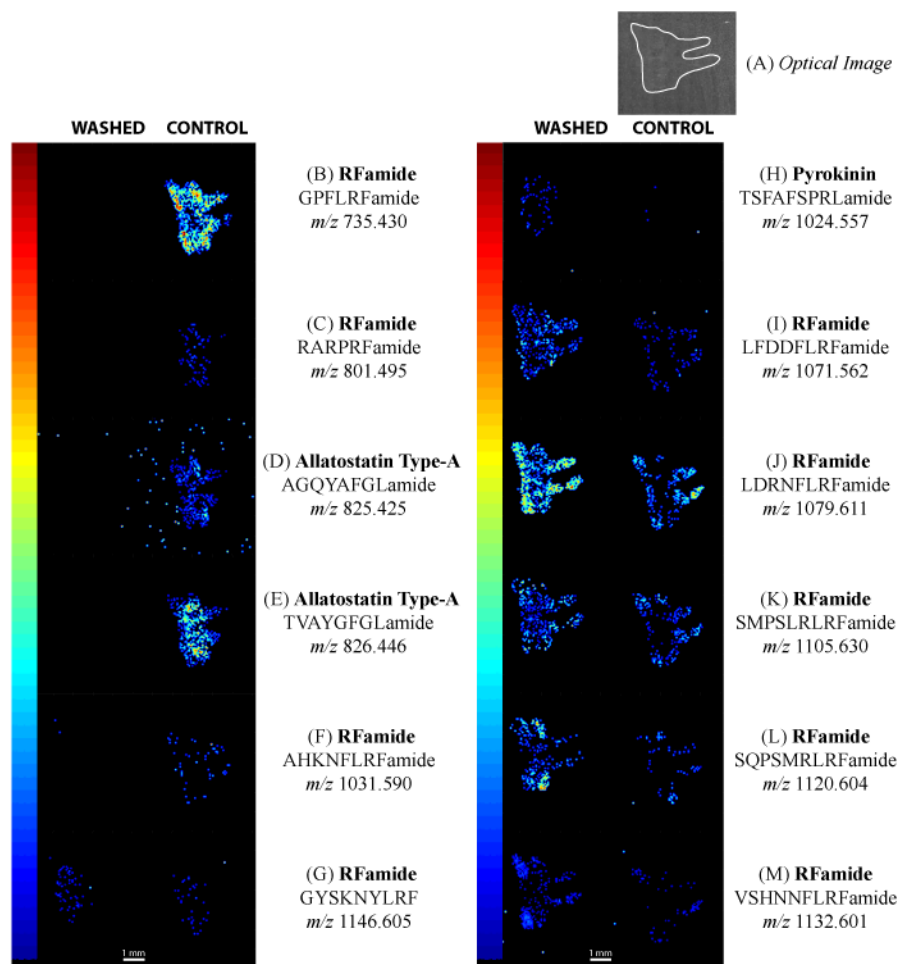 (A) Optical Image
WASHED CONTROL
(B) RFamide
GPFLRFamide
m/z 735.430
(C) RFamide
RARPRFamide
m/z 801.495
(D) Allatostatin Type-A
AGQYAFGLamide
m/z 825.425
(E) Allatostatin Type-A
TVAYGFGLamide
m/z 826.446
(F) RFamide
AHKNFLRFamide
m/z 1031.590
(G) RFamide
GYSKNYLRF
m/z 1146.605
1 mm
WASHED CONTROL
(H) Pyrokinin
TSFAFSPRLamide
m/z 1024.557
(I) RFamide
LFDDFLRFamide
m/z 1071.562
(J) RFamide
LDRNFLRFamide
m/z 1079.611
(K) RFamide
SMPSLRLRFamide
m/z 1105.630
(L) RFamide
SQPSMRLRFamide
m/z 1120.604
(M) RFamide
VSHNNFLRFamide
m/z 1132.601
1 mm